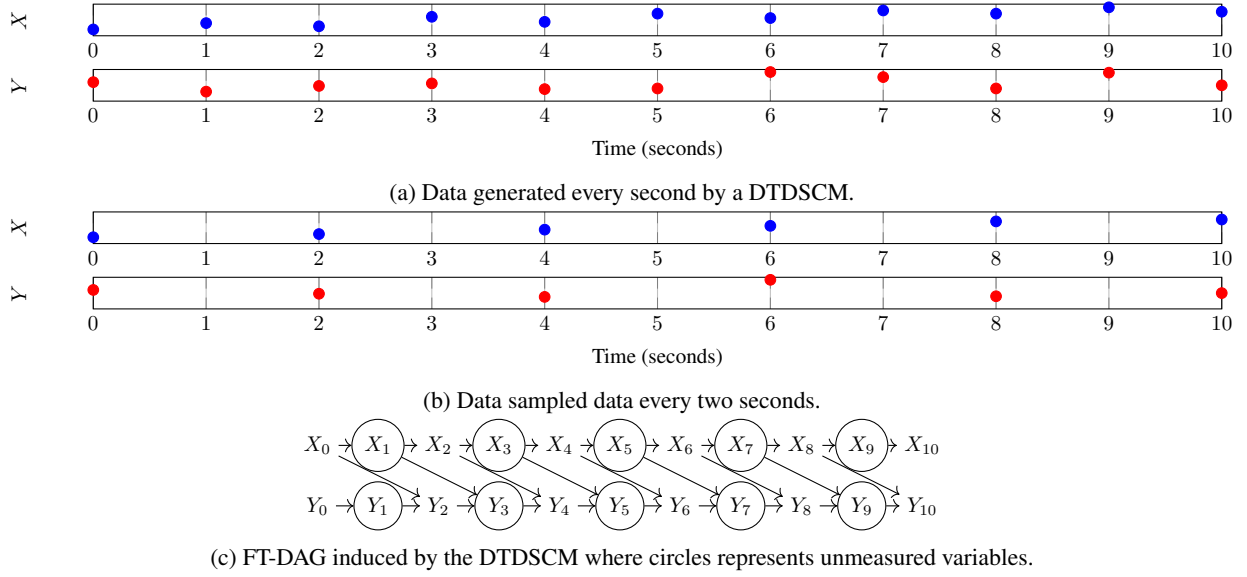 X
0 1 2 3 4 5 6 7 8 9 10
Y
0 1 2 3 4 5 6 7 8 9 10
Time (seconds)
(a) Data generated every second by a DTDSCM.
X
0 1 2 3 4 5 6 7 8 9 10
Y
0 1 2 3 4 5 6 7 8 9 10
Time (seconds)
(b) Data sampled data every two seconds.
X₀ X₁ X₂ X₃ X₄ X₅ X₆ X₇ X₈ X₉ X₁₀
Y₀ Y₁ Y₂ Y₃ Y₄ Y₅ Y₆ Y₇ Y₈ Y₉ Y₁₀
(c) FT-DAG induced by the DTDSCM where circles represents unmeasured variables.